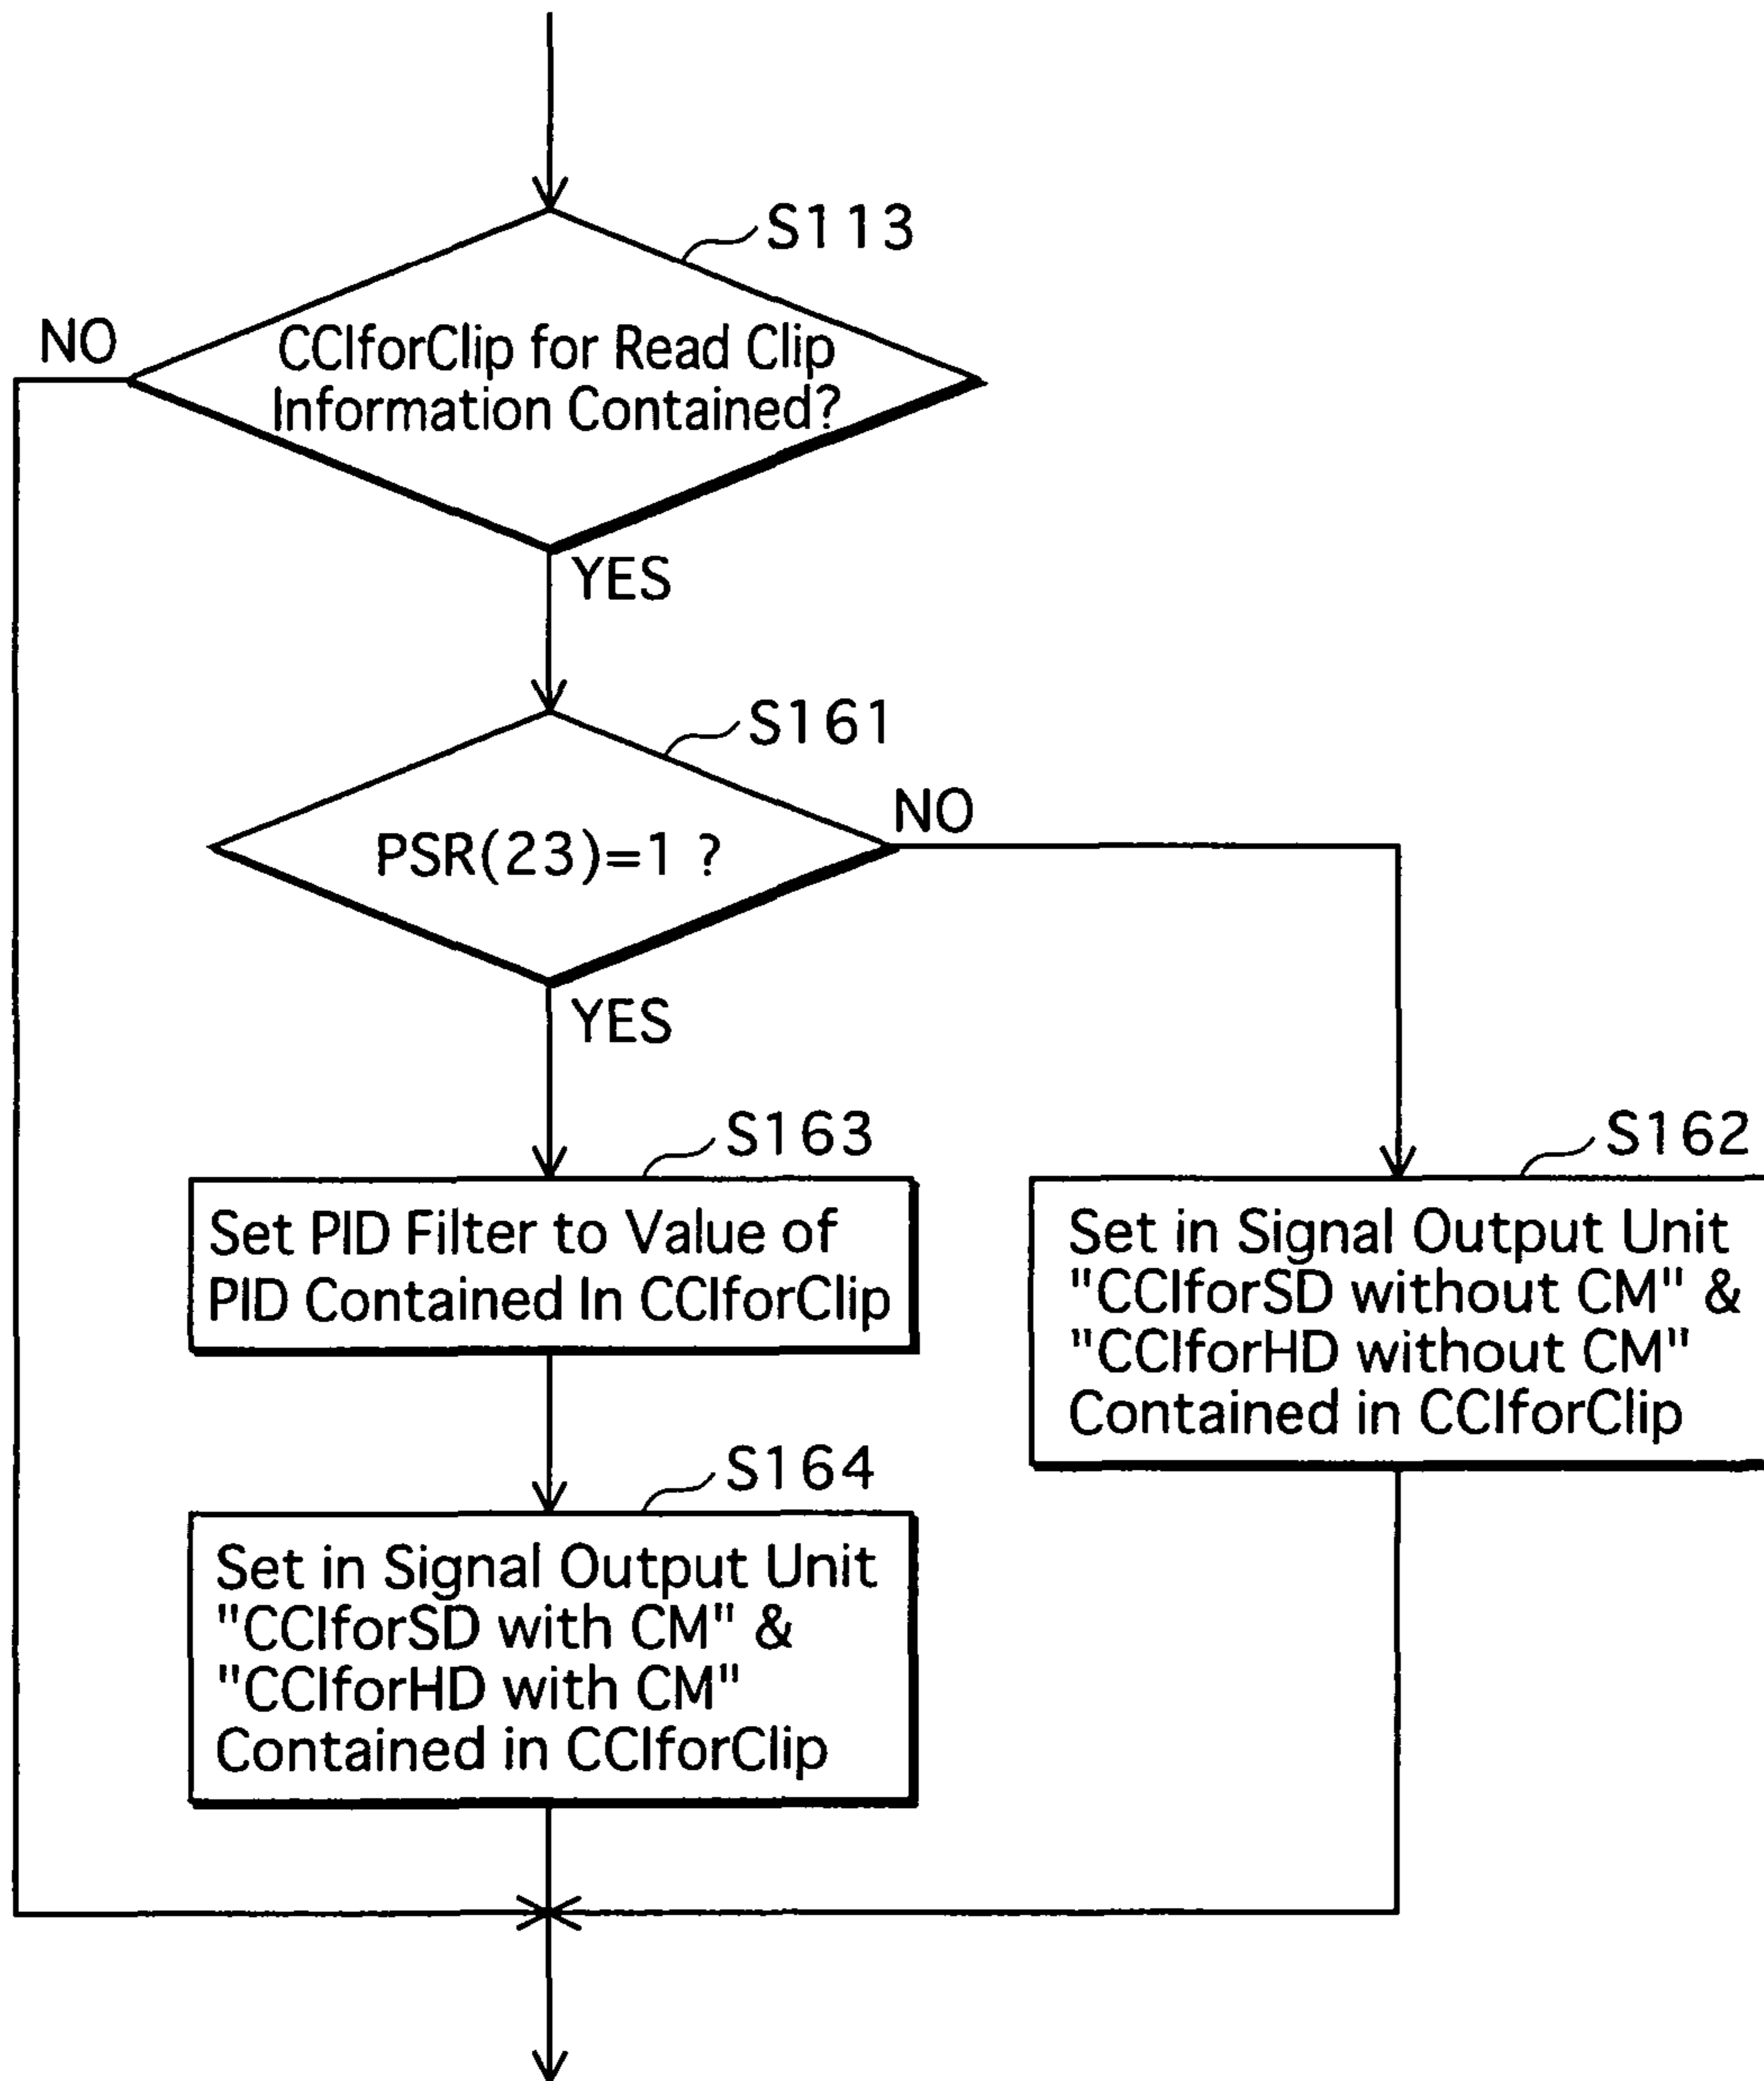 S113
NO
CCIforClip for Read Clip
Information Contained?
YES
S161
NO
PSR(23)=1 ?
YES
S163
Set PID Filter to Value of
PID Contained In CCIforClip
S162
Set in Signal Output Unit
"CCIforSD without CM" &
"CCIforHD without CM"
Contained in CCIforClip
S164
Set in Signal Output Unit
"CCIforSD with CM" &
"CCIforHD with CM"
Contained in CCIforClip